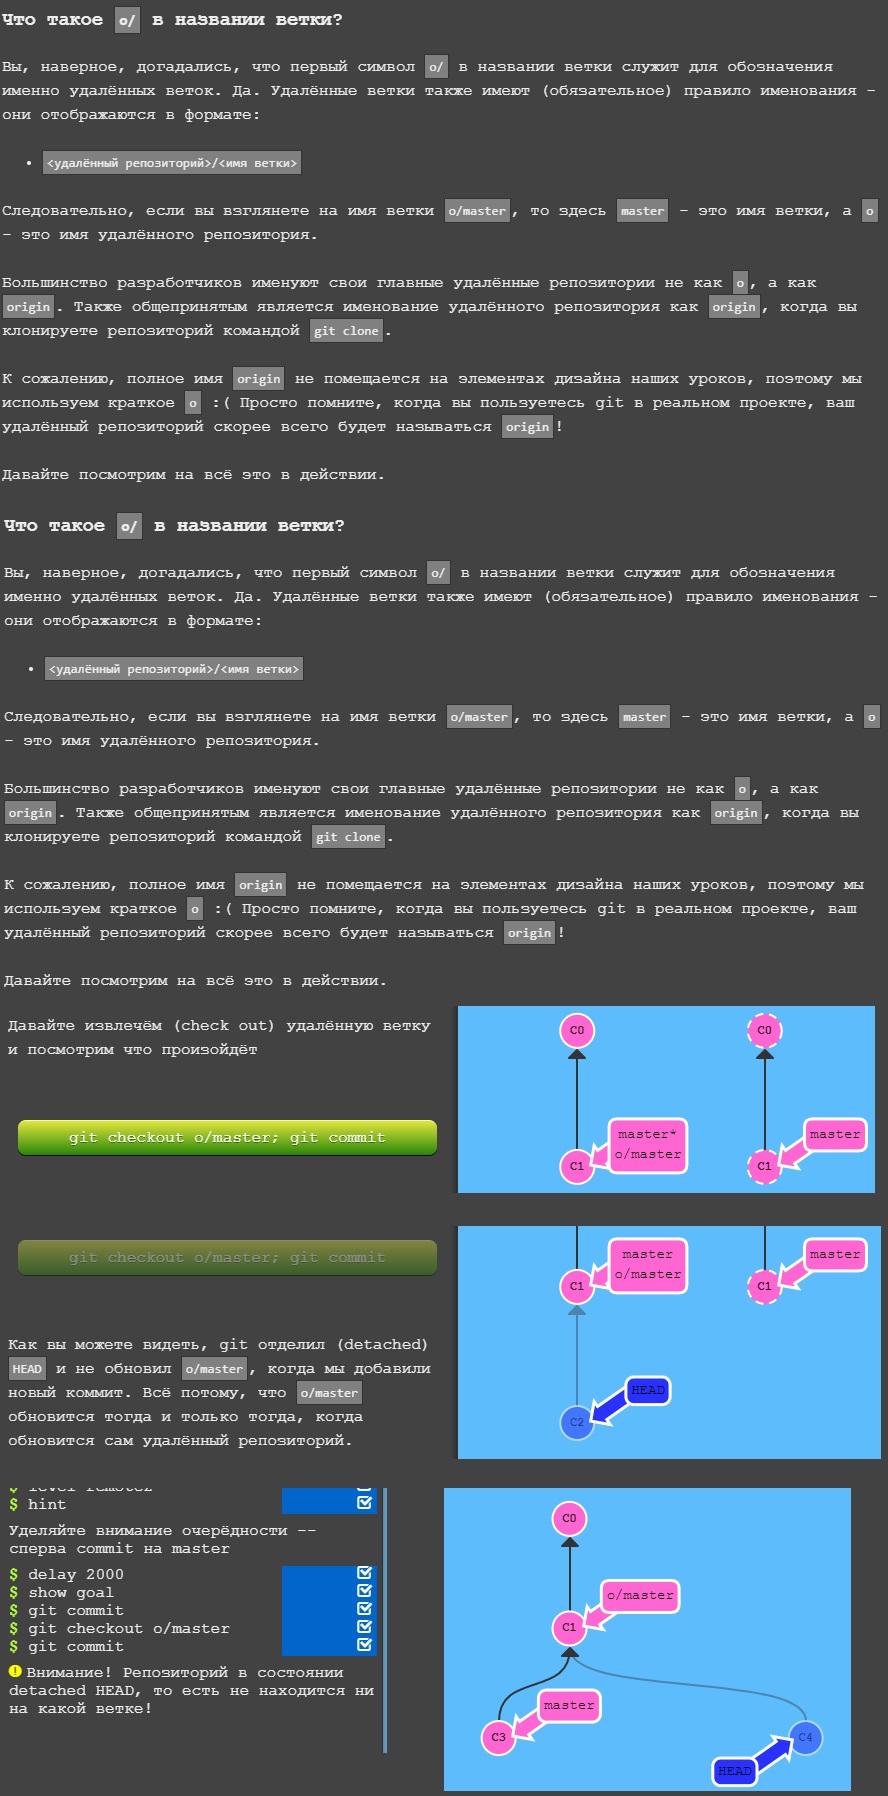 Что такое o/ в названии ветки?
Вы, наверное, догадались, что первый символ o/ в названии ветки служит для обозначения
именно удалённых веток. Да. Удалённые ветки также имеют (обязательное) правило именования –
они отображаются в формате:
• <удалённый репозиторий>/<имя ветки>
Следовательно, если вы взглянете на имя ветки o/master, то здесь master – это имя ветки, а o
– это имя удалённого репозитория.
Большинство разработчиков именуют свои главные удалённые репозитории не как o, а как
origin. Также общепринятым является именование удалённого репозитория как origin, когда вы
клонируете репозиторий командой git clone.
К сожалению, полное имя origin не помещается на элементах дизайна наших уроков, поэтому мы
используем краткое o :( Просто помните, когда вы пользуетесь git в реальном проекте, ваш
удалённый репозиторий скорее всего будет называться origin!
Давайте посмотрим на всё это в действии.
Что такое o/ в названии ветки?
Вы, наверное, догадались, что первый символ o/ в названии ветки служит для обозначения
именно удалённых веток. Да. Удалённые ветки также имеют (обязательное) правило именования –
они отображаются в формате:
• <удалённый репозиторий>/<имя ветки>
Следовательно, если вы взглянете на имя ветки o/master, то здесь master – это имя ветки, а o
– это имя удалённого репозитория.
Большинство разработчиков именуют свои главные удалённые репозитории не как o, а как
origin. Также общепринятым является именование удалённого репозитория как origin, когда вы
клонируете репозиторий командой git clone.
К сожалению, полное имя origin не помещается на элементах дизайна наших уроков, поэтому мы
используем краткое o :( Просто помните, когда вы пользуетесь git в реальном проекте, ваш
удалённый репозиторий скорее всего будет называться origin!
Давайте посмотрим на всё это в действии.
Давайте извлечём (check out) удалённую ветку
и посмотрим что произойдёт
git checkout o/master; git commit
C0
C0
master*
o/master
master
C1
C1
git checkout o/master; git commit
Как вы можете видеть, git отделил (detached)
HEAD и не обновил o/master, когда мы добавили
новый коммит. Всё потому, что o/master
обновится тогда и только тогда, когда
обновится сам удалённый репозиторий.
master
o/master
master
C1
C1
HEAD
C2
$ level remote2
$ hint
Уделяйте внимание очерёдности --
сперва commit на master
$ delay 2000
$ show goal
$ git commit
$ git checkout o/master
$ git commit
Внимание! Репозиторий в состоянии
detached HEAD, то есть не находится ни
на какой ветке!
C0
o/master
C1
master
C3
C4
HEAD